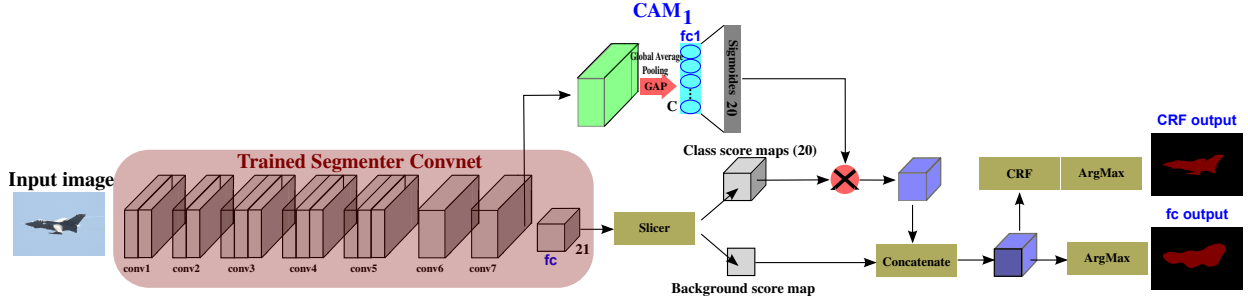 CAM1
fc1
Global Average
Pooling
GAP
C
Sigmoides 20
Trained Segmenter Convnet
Input image
conv1
conv2
conv3
conv4
conv5
conv6
conv7
fc
21
Slicer
Class score maps (20)
Background score map
Concatenate
CRF
ArgMax
CRF output
fc output
ArgMax